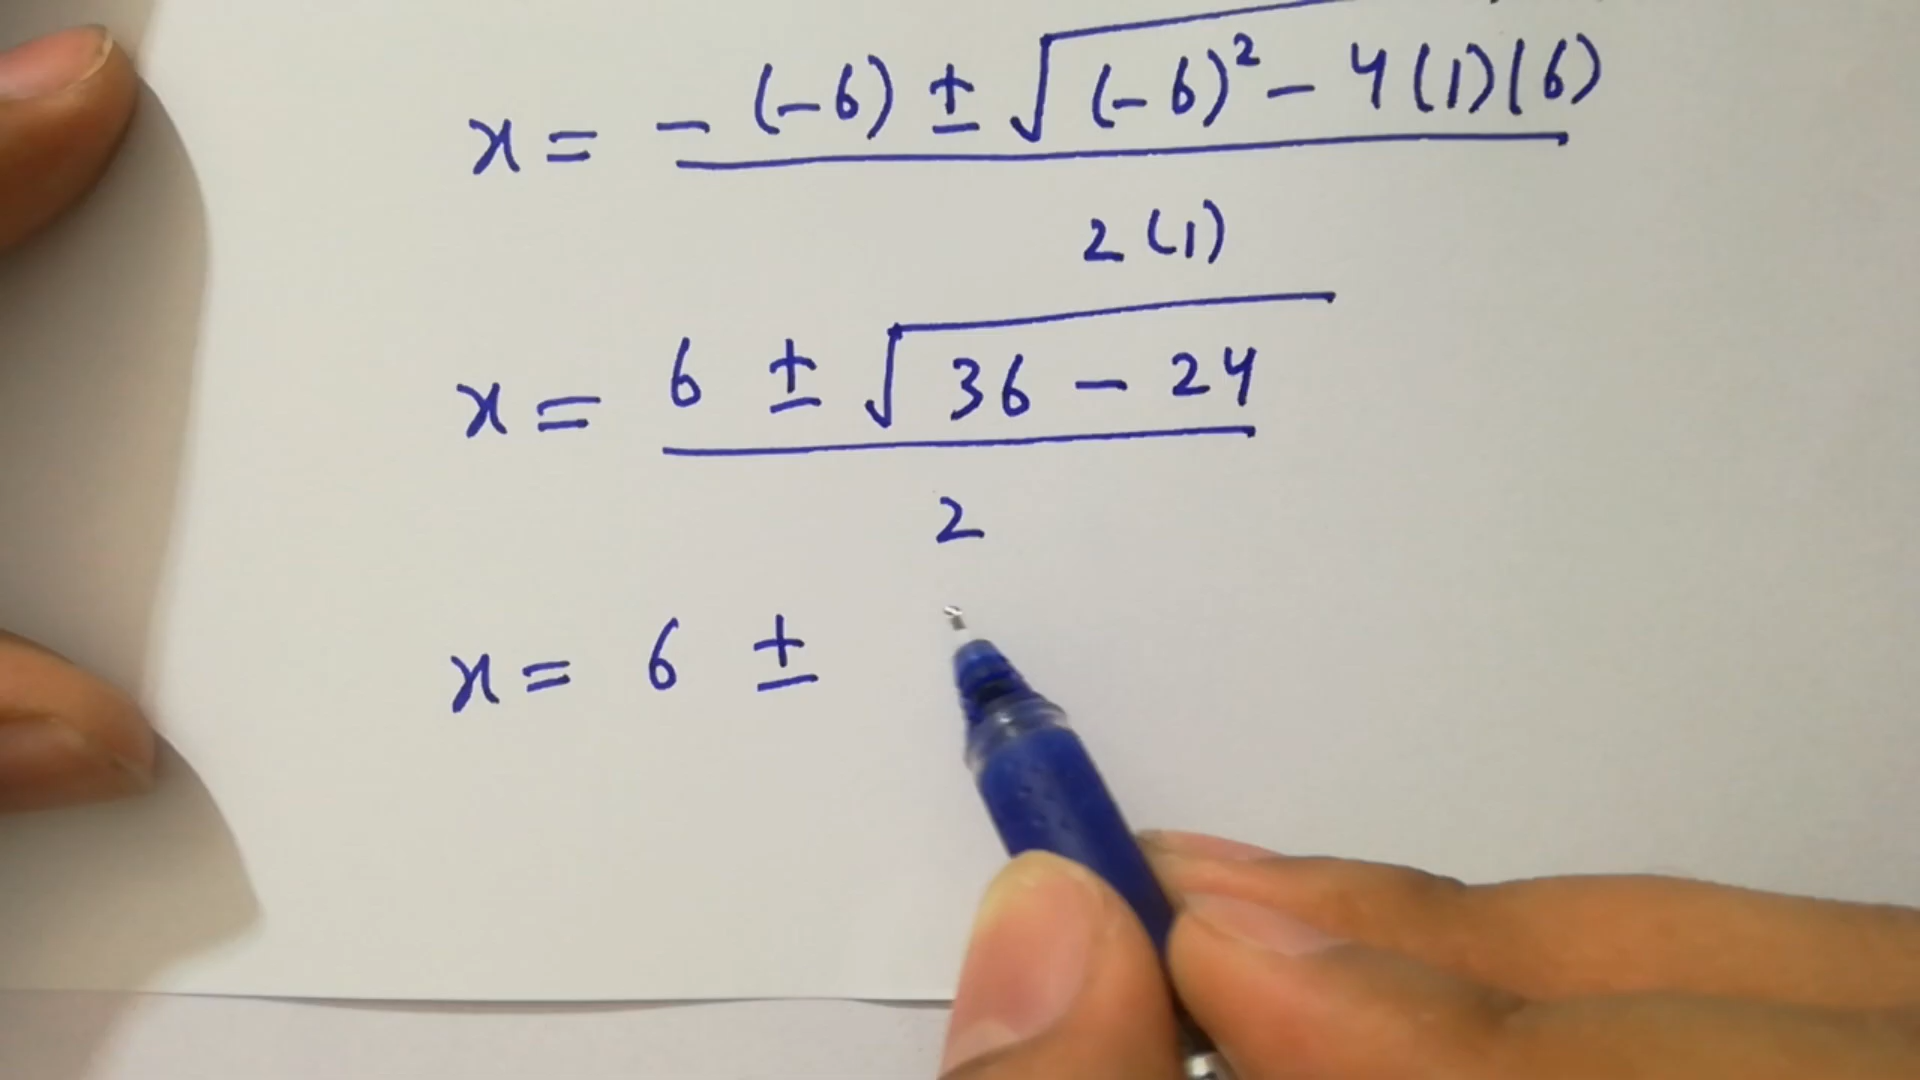 x = -(-6) ± √(-6)² - 4(1)(6)
2(1)
x = 6 ± √36 - 24
2
x = 6 ±